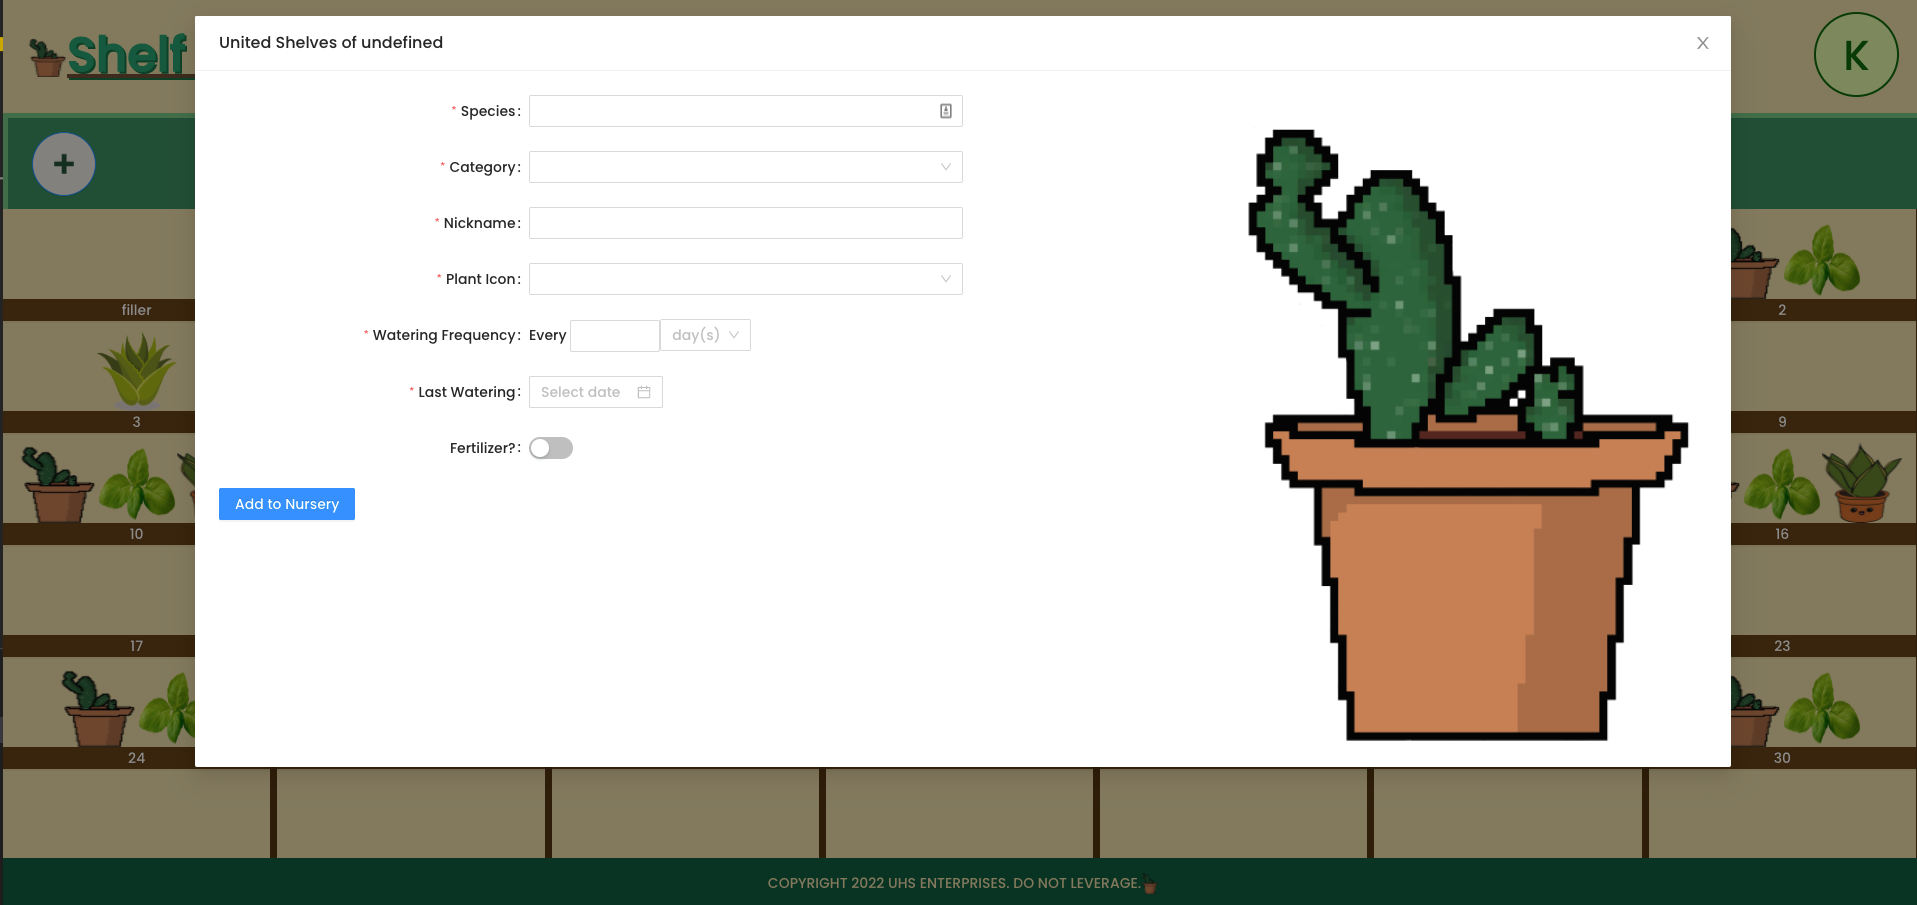 Shelf
K
United Shelves of undefined
* Species:
* Category:
* Nickname:
* Plant Icon:
* Watering Frequency: Every day(s)
* Last Watering: Select date
Fertilizer?:
Add to Nursery
+
filler
2
3
9
10
16
17
23
24
30
COPYRIGHT 2022 UHS ENTERPRISES. DO NOT LEVERAGE.